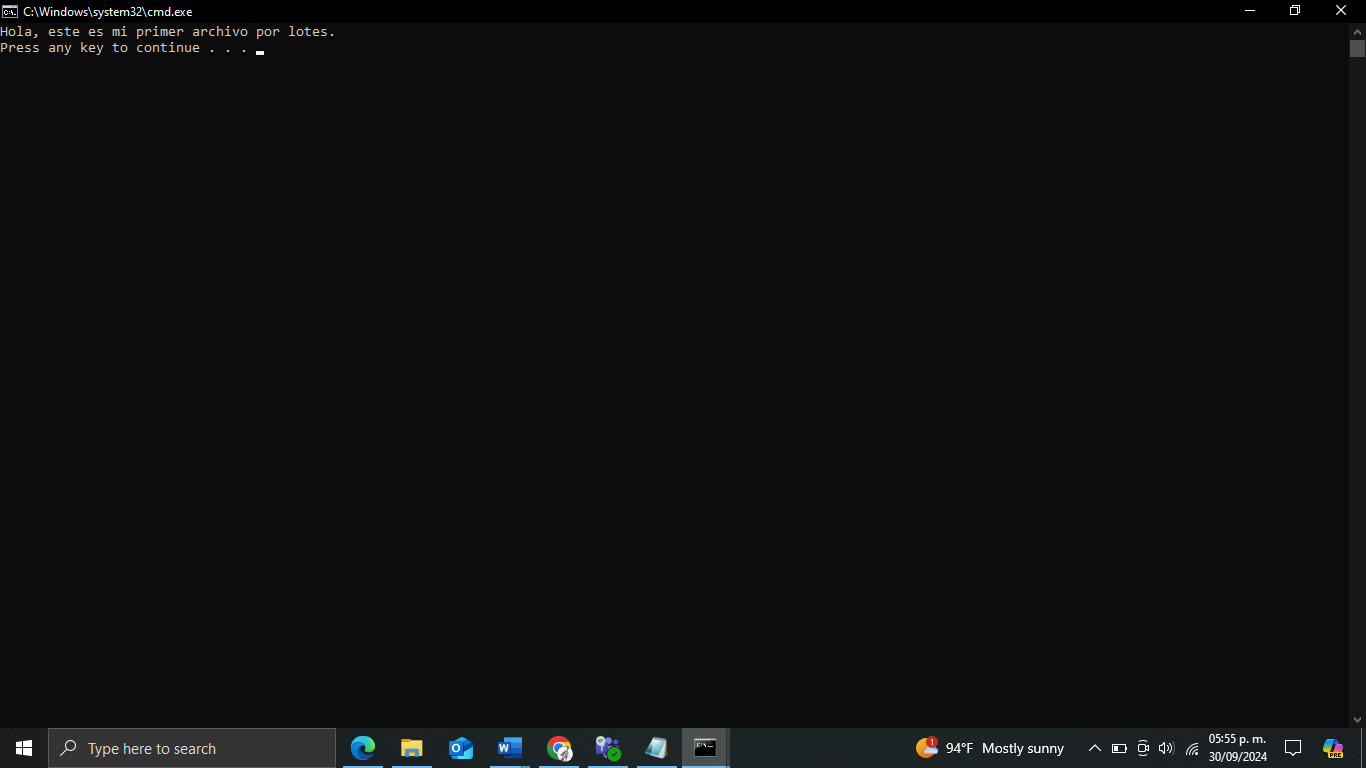 C:\Windows\system32\cmd.exe
Hola, este es mi primer archivo por lotes.
Press any key to continue . . .
Type here to search
94°F Mostly sunny
05:55 p. m.
30/09/2024